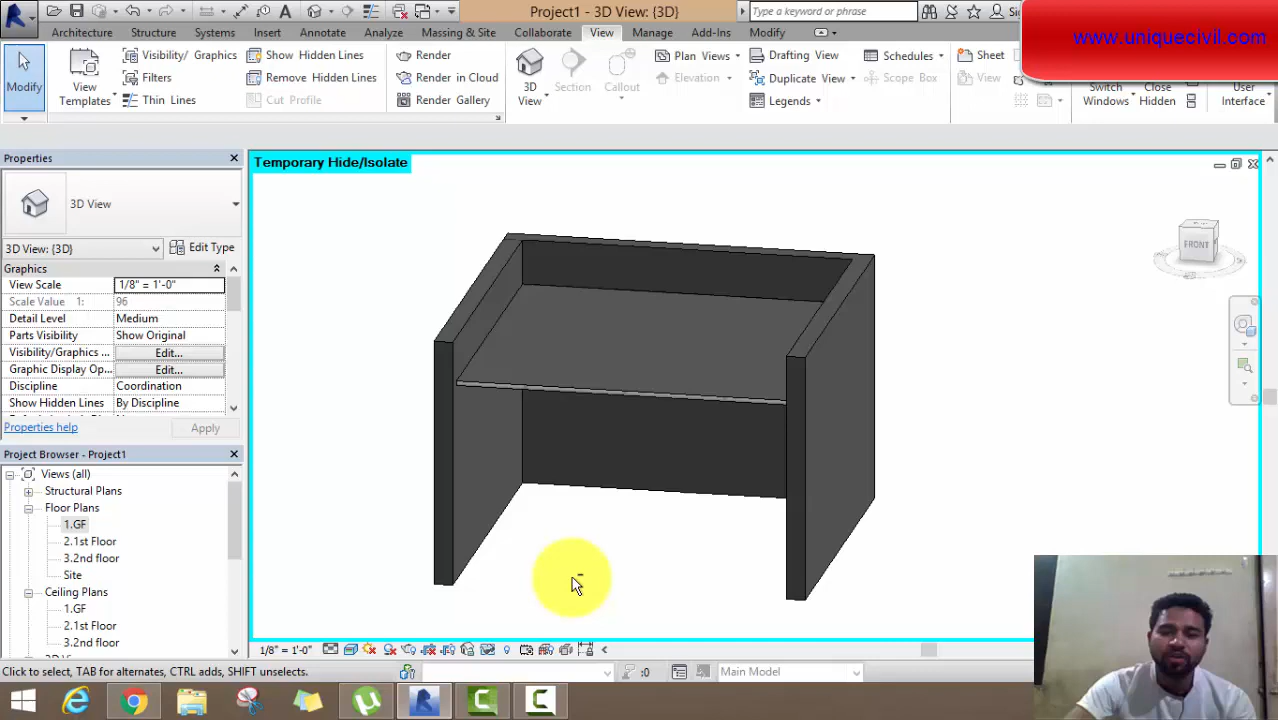 Project1 - 3D View: {3D}
Type a keyword or phrase
www.uniquecivil.com
Architecture Structure Systems Insert Annotate Analyze Massing & Site Collaborate View Manage Add-Ins Modify
Modify
View
Templates
Visibility/ Graphics
Filters
Thin Lines
Show Hidden Lines
Remove Hidden Lines
Cut Profile
Render
Render in Cloud
Render Gallery
3D
View
Section
Callout
Plan Views
Elevation
Drafting View
Duplicate View
Legends
Schedules
Scope Box
Sheet
View
Switch
Windows
Close
Hidden
User
Interface
Properties
3D View
3D View: {3D}
Edit Type
Graphics
View Scale 1/8" = 1'-0"
Scale Value 1: 96
Detail Level Medium
Parts Visibility Show Original
Visibility/Graphics ... Edit...
Graphic Display Op... Edit...
Discipline Coordination
Show Hidden Lines By Discipline
Properties help
Apply
Project Browser - Project1
Views (all)
Structural Plans
Floor Plans
1.GF
2.1st Floor
3.2nd floor
Site
Ceiling Plans
1.GF
2.1st Floor
3.2nd floor
Temporary Hide/Isolate
FRONT
1/8" = 1'-0"
Click to select, TAB for alternates, CTRL adds, SHIFT unselects.
:0
Main Model